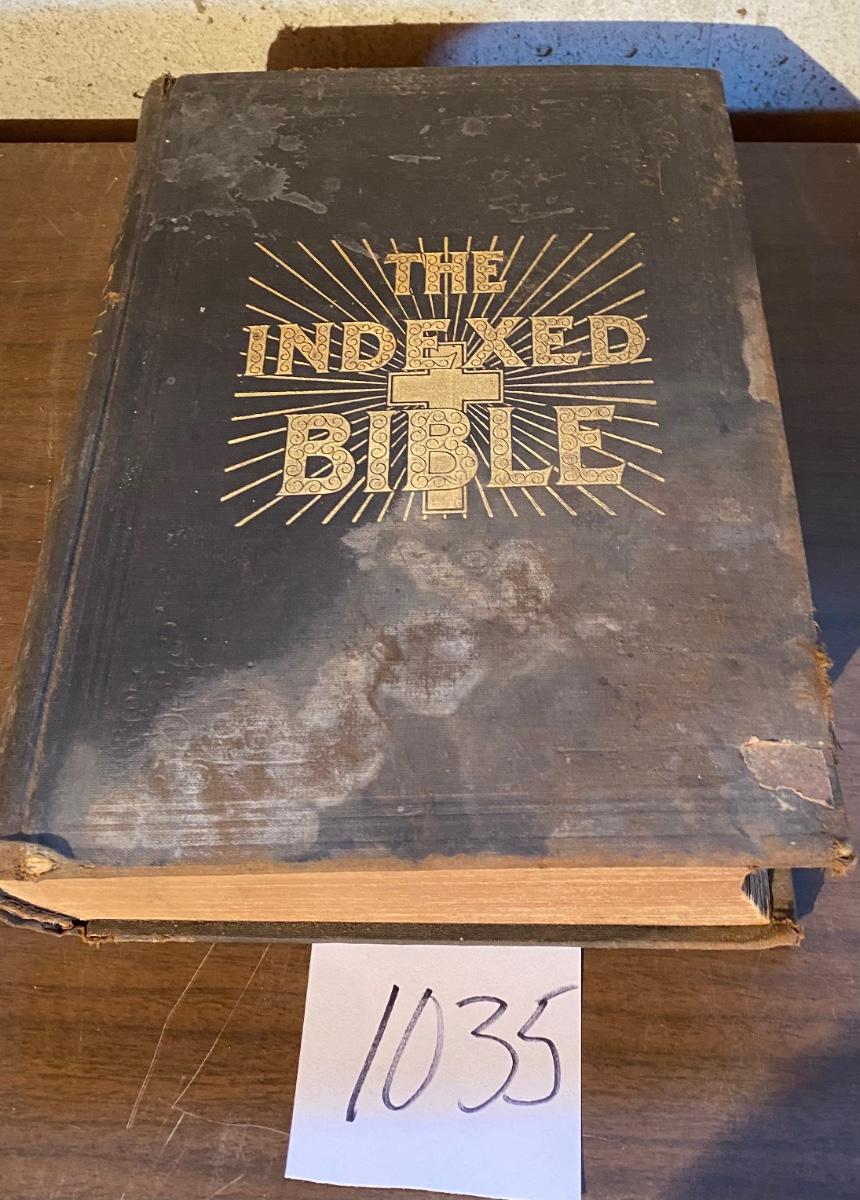 THE
INDEXED
BIBLE
1035